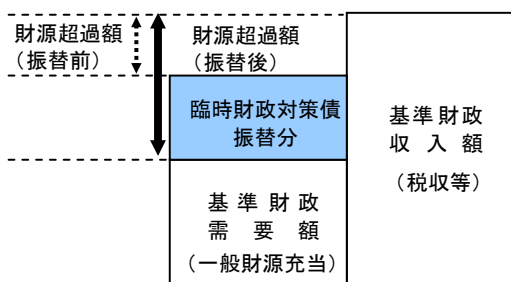 財源超過額
（振替前）
財源超過額
（振替後）
臨時財政対策債
振替分
基準財政
需要額
（一般財源充当）
基準財政
収入額
（税収等）